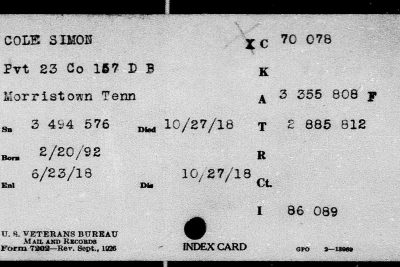 COLE SIMON X C 70 078
Pvt 23 Co 157 D B K
Morristown Tenn A 3 355 808 F
Sn 3 494 576 Died 10/27/18 T 2 885 812
Born 2/20/92 R
Enl 6/23/18 Dis 10/27/18 Ct.
I 86 089
U. S. VETERANS BUREAU
MAIL AND RECORDS
Form 7202—Rev. Sept., 1926 INDEX CARD GPO